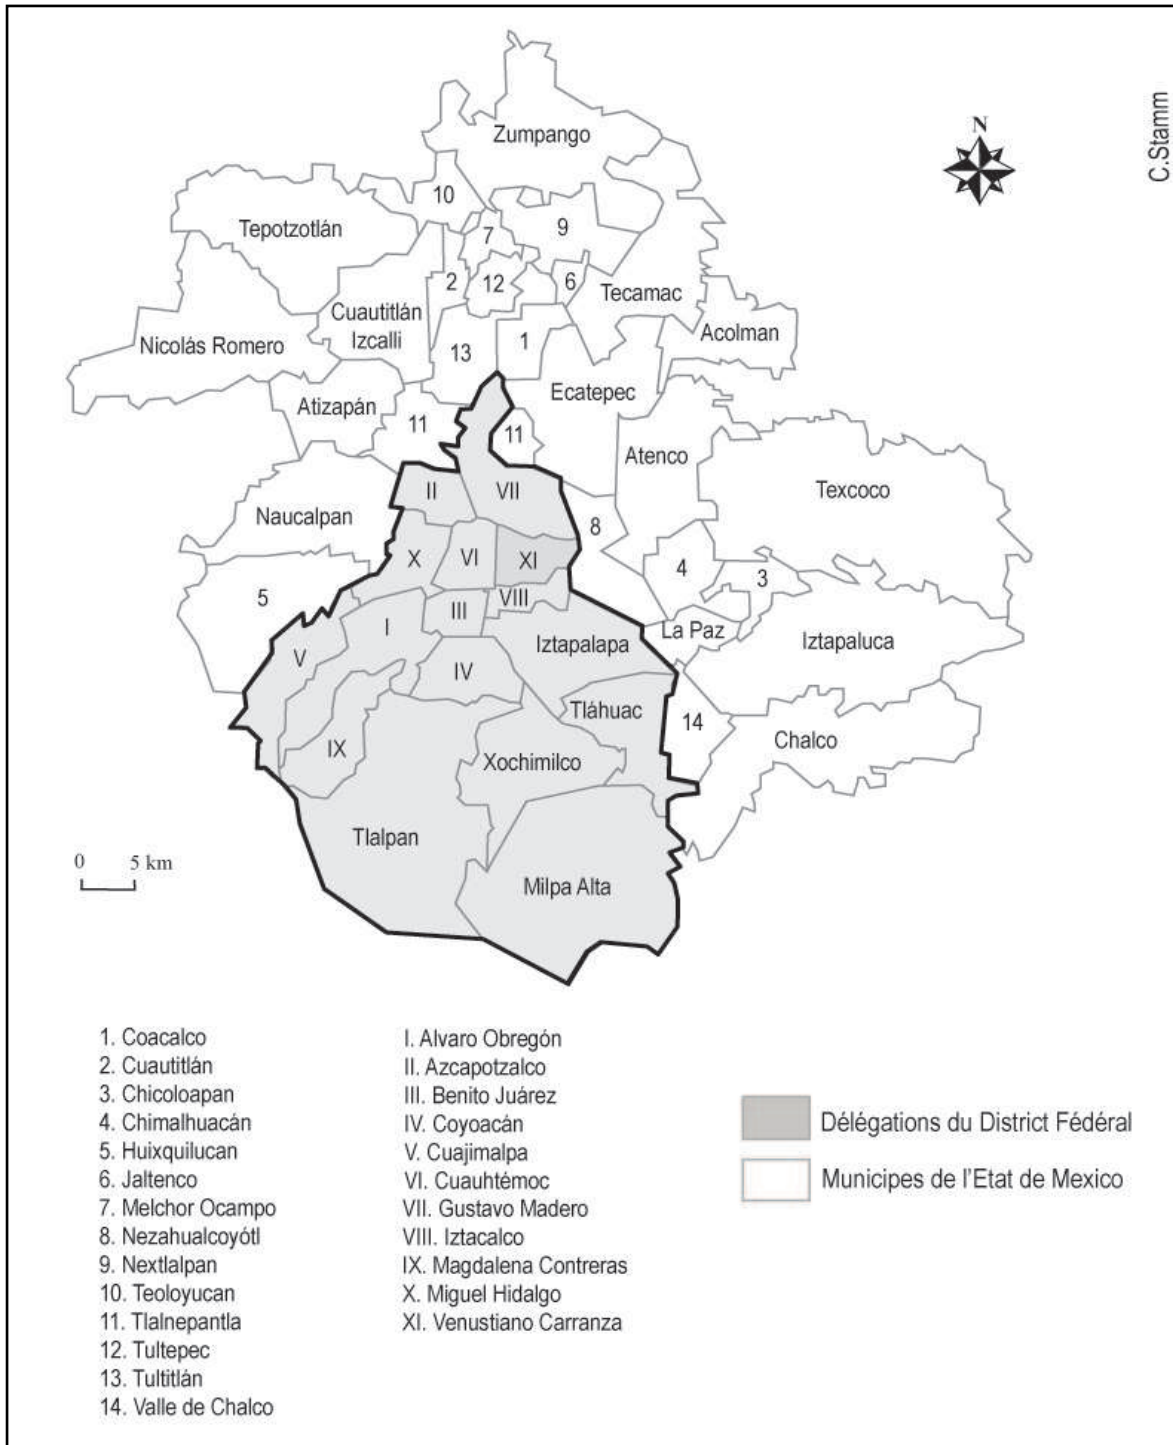 C.Stamm
N
Zumpango
10
Tepotzotlán
7
9
2
12
6
Tecamac
Cuautitlán
Izcalli
Nicolás Romero
13
1
Acolman
Ecatepec
Atizapán
11
11
Atenco
Texcoco
II
VII
Naucalpan
8
X
VI
XI
4
3
5
VIII
III
I
La Paz
Iztapaluca
Iztapalapa
V
IV
Tláhuac
14
Chalco
IX
Xochimilco
Tlalpan
Milpa Alta
0 5 km
1. Coacalco
2. Cuautitlán
3. Chicoloapan
4. Chimalhuacán
5. Huixquilucan
6. Jaltenco
7. Melchor Ocampo
8. Nezahualcoyótl
9. Nextlalpan
10. Teoloyucan
11. Tlalnepantla
12. Tultepec
13. Tultitlán
14. Valle de Chalco
I. Alvaro Obregón
II. Azcapotzalco
III. Benito Juárez
IV. Coyoacán
V. Cuajimalpa
VI. Cuauhtémoc
VII. Gustavo Madero
VIII. Iztacalco
IX. Magdalena Contreras
X. Miguel Hidalgo
XI. Venustiano Carranza
Délégations du District Fédéral
Municipes de l'Etat de Mexico